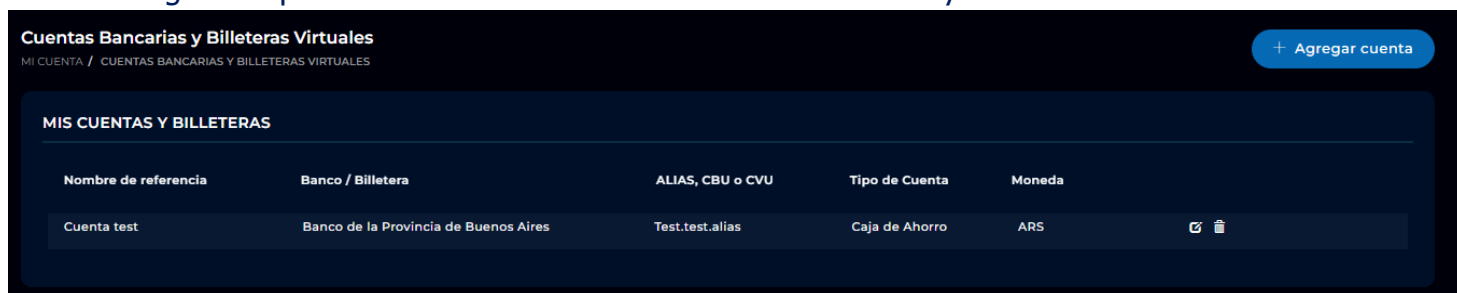 Cuentas Bancarias y Billeteras Virtuales
MI CUENTA / CUENTAS BANCARIAS Y BILLETERAS VIRTUALES
+ Agregar cuenta
MIS CUENTAS Y BILLETERAS
Nombre de referencia Banco / Billetera ALIAS, CBU o CVU Tipo de Cuenta Moneda
Cuenta test Banco de la Provincia de Buenos Aires Test.test.alias Caja de Ahorro ARS